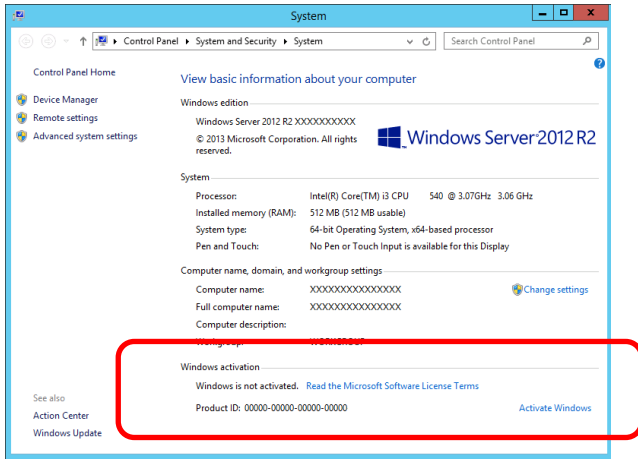 System
Control Panel ▸ System and Security ▸ System
Search Control Panel
Control Panel Home
Device Manager
Remote settings
Advanced system settings
See also
Action Center
Windows Update
View basic information about your computer
Windows edition
Windows Server 2012 R2 XXXXXXXXXX
© 2013 Microsoft Corporation. All rights
reserved.
Windows Server 2012 R2
System
Processor: Intel(R) Core(TM) i3 CPU 540 @ 3.07GHz 3.06 GHz
Installed memory (RAM): 512 MB (512 MB usable)
System type: 64-bit Operating System, x64-based processor
Pen and Touch: No Pen or Touch Input is available for this Display
Computer name, domain, and workgroup settings
Computer name: XXXXXXXXXXXXXXX
Change settings
Full computer name: XXXXXXXXXXXXXXX
Computer description:
Workgroup: WORKGROUP
Windows activation
Windows is not activated. Read the Microsoft Software License Terms
Product ID: 00000-00000-00000-00000
Activate Windows